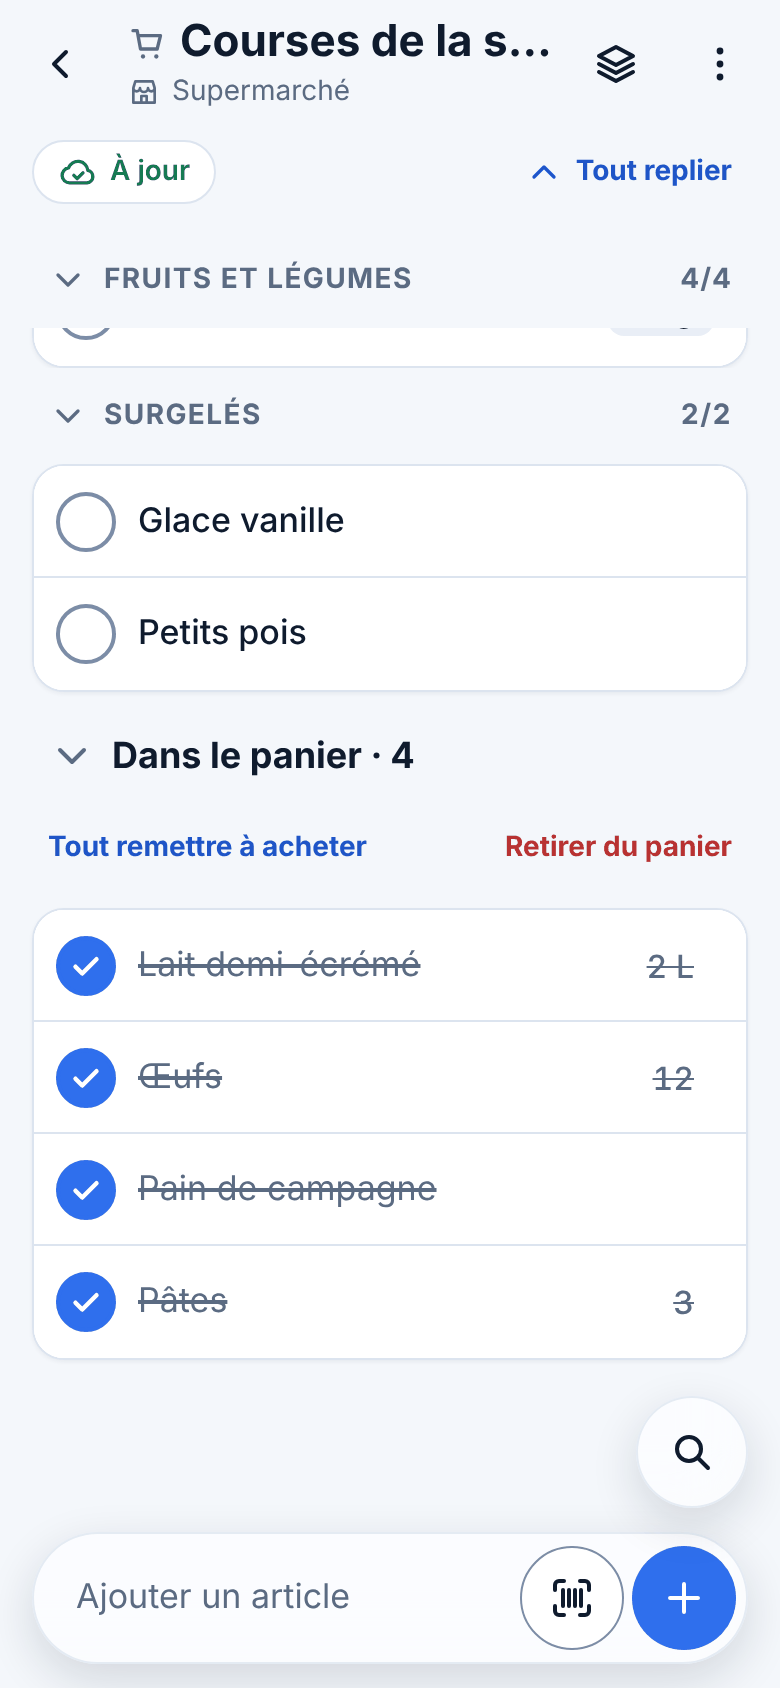 Courses de la s...
Supermarché
À jour
Tout replier
FRUITS ET LÉGUMES 4/4
SURGELÉS 2/2
Glace vanille
Petits pois
Dans le panier · 4
Tout remettre à acheter Retirer du panier
Lait demi-écrémé 2 L
Œufs 12
Pain de campagne
Pâtes 3
Ajouter un article